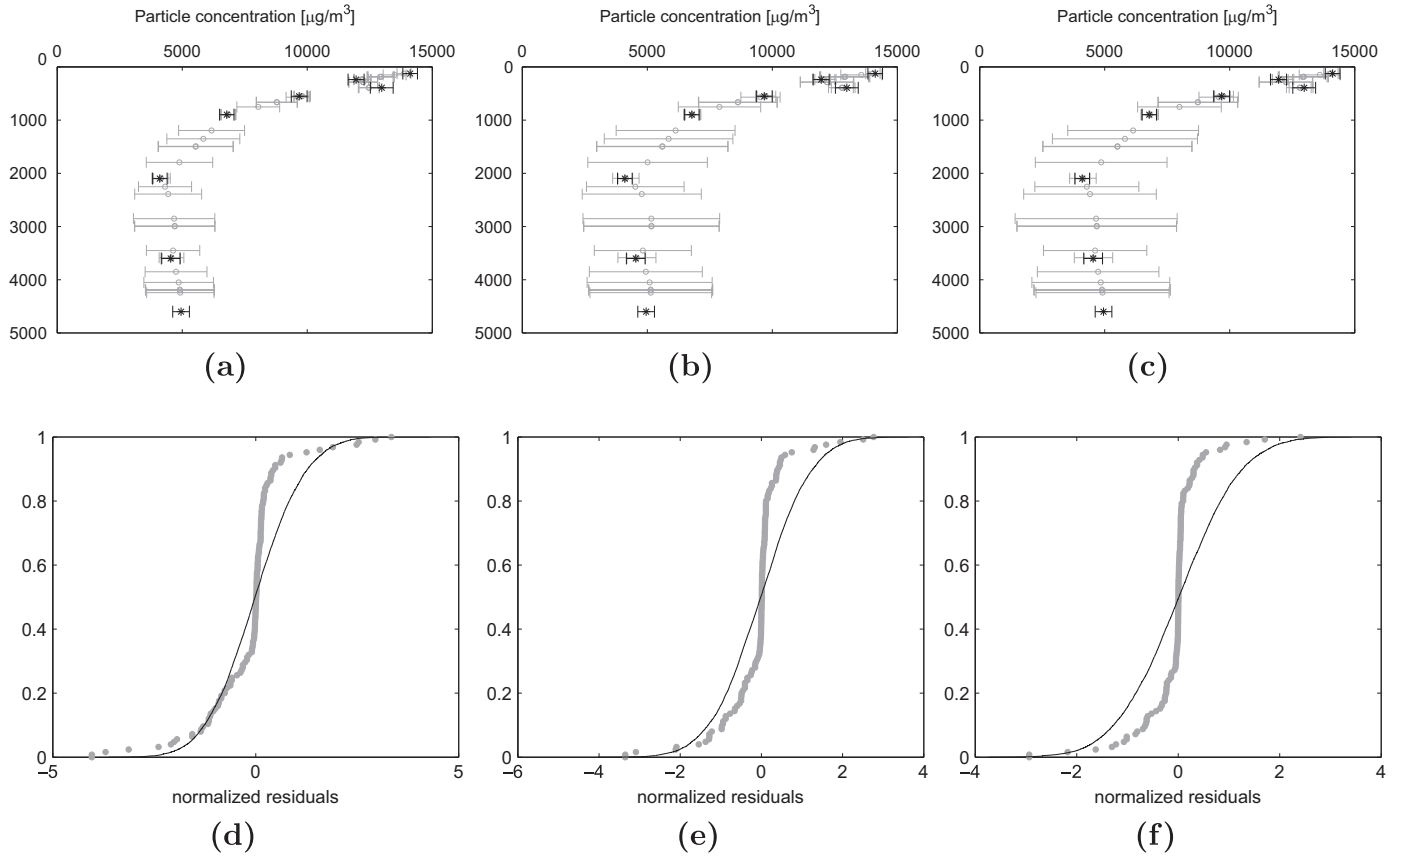 Particle concentration [μg/m3] Particle concentration [μg/m3] Particle concentration [μg/m3]
0 5000 10000 15000 0 5000 10000 15000 0 5000 10000 15000
0 0 0
1000 1000 1000
2000 2000 2000
3000 3000 3000
4000 4000 4000
5000 5000 5000
(a) (b) (c)
1 1 1
0.8 0.8 0.8
0.6 0.6 0.6
0.4 0.4 0.4
0.2 0.2 0.2
0 0 0
−5 0 5 −6 −4 −2 0 2 4 −4 −2 0 2 4
normalized residuals normalized residuals normalized residuals
(d) (e) (f)